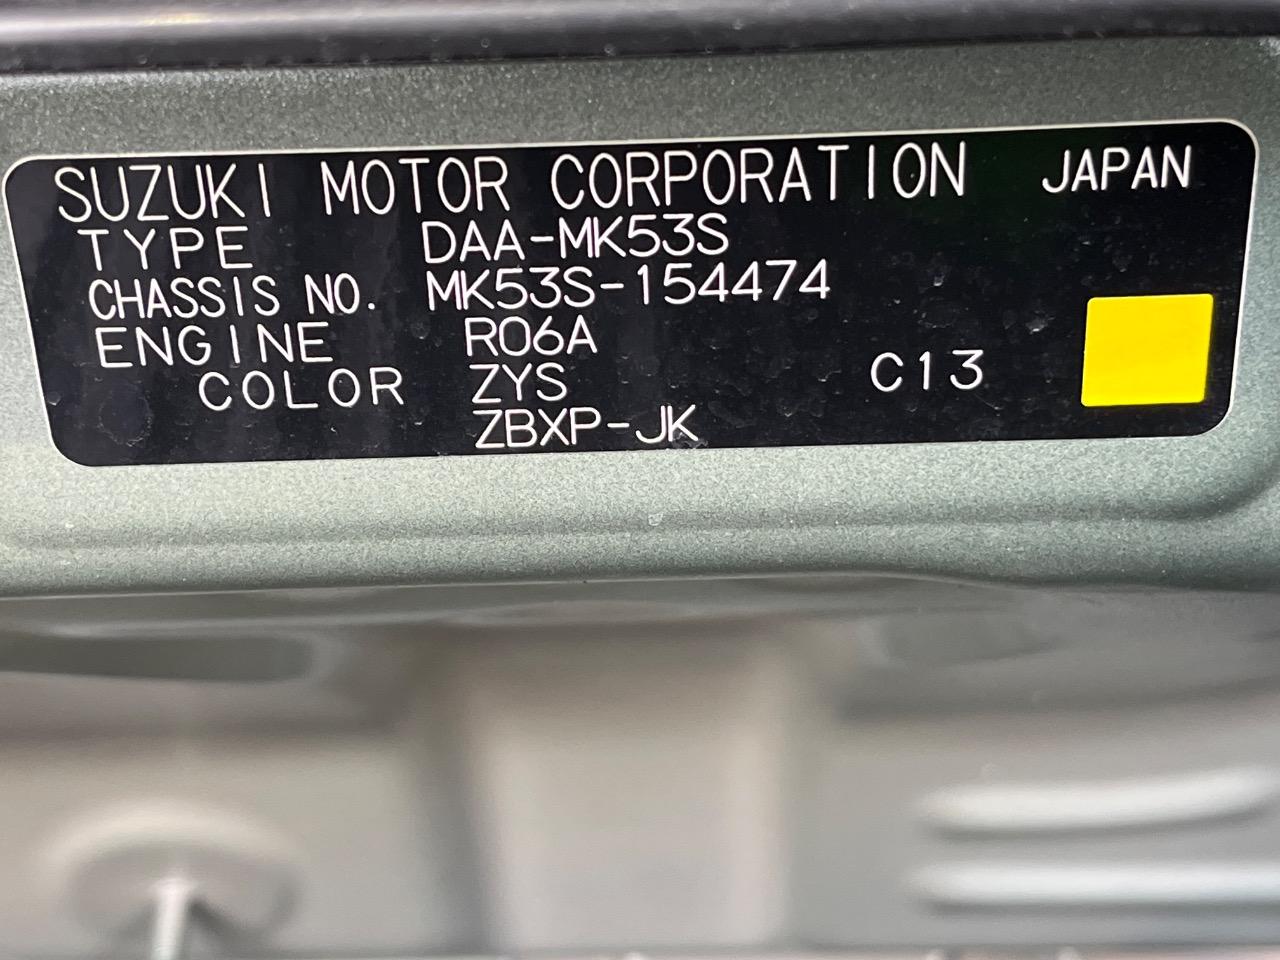 SUZUKI MOTOR CORPORATION JAPAN
TYPE DAA-MK53S
CHASSIS NO. MK53S-154474
ENGINE R06A
COLOR ZYS C13
ZBXP-JK